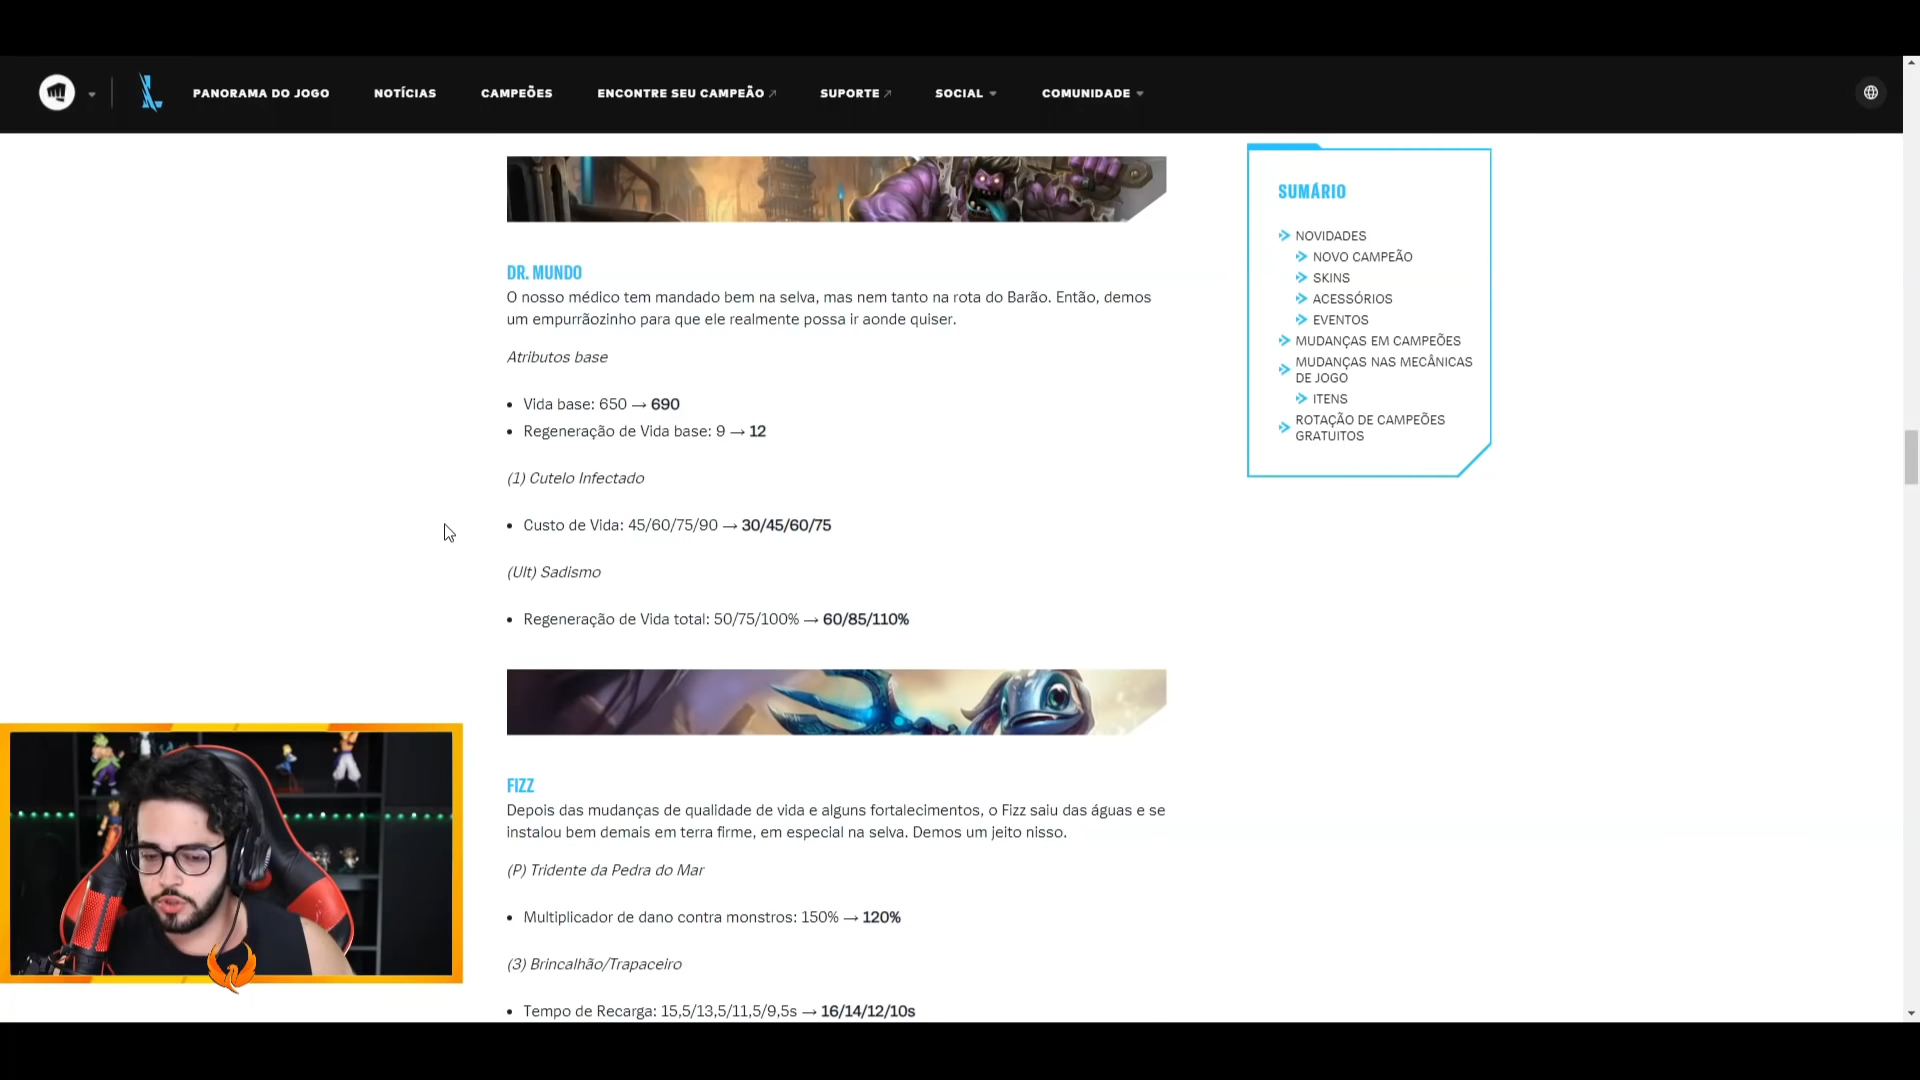 PANORAMA DO JOGO
NOTÍCIAS
CAMPEÕES
ENCONTRE SEU CAMPEÃO
SUPORTE
SOCIAL
COMUNIDADE
DR. MUNDO
O nosso médico tem mandado bem na selva, mas nem tanto na rota do Barão. Então, demos
um empurrãozinho para que ele realmente possa ir aonde quiser.
Atributos base
• Vida base: 650 → 690
• Regeneração de Vida base: 9 → 12
(1) Cutelo Infectado
• Custo de Vida: 45/60/75/90 → 30/45/60/75
(Ult) Sadismo
• Regeneração de Vida total: 50/75/100% → 60/85/110%
FIZZ
Depois das mudanças de qualidade de vida e alguns fortalecimentos, o Fizz saiu das águas e se
instalou bem demais em terra firme, em especial na selva. Demos um jeito nisso.
(P) Tridente da Pedra do Mar
• Multiplicador de dano contra monstros: 150% → 120%
(3) Brincalhão/Trapaceiro
• Tempo de Recarga: 15,5/13,5/11,5/9,5s → 16/14/12/10s
SUMÁRIO
NOVIDADES
NOVO CAMPEÃO
SKINS
ACESSÓRIOS
EVENTOS
MUDANÇAS EM CAMPEÕES
MUDANÇAS NAS MECÂNICAS
DE JOGO
ITENS
ROTAÇÃO DE CAMPEÕES
GRATUITOS